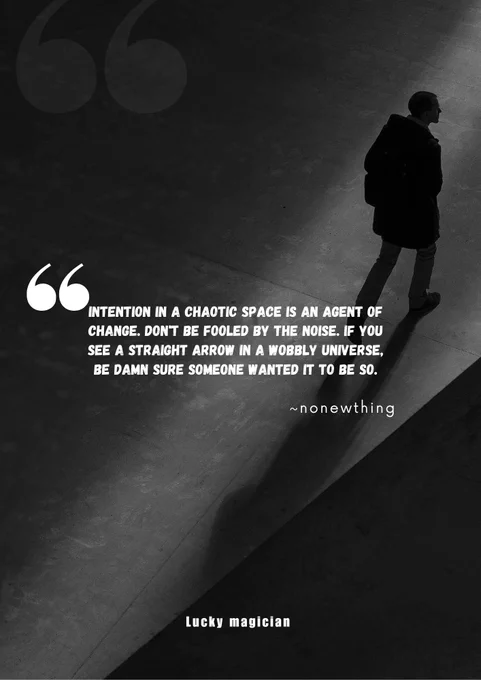 INTENTION IN A CHAOTIC SPACE IS AN AGENT OF
CHANGE. DON'T BE FOOLED BY THE NOISE. IF YOU
SEE A STRAIGHT ARROW IN A WOBBLY UNIVERSE,
BE DAMN SURE SOMEONE WANTED IT TO BE SO.
~nonewthing
Lucky magician